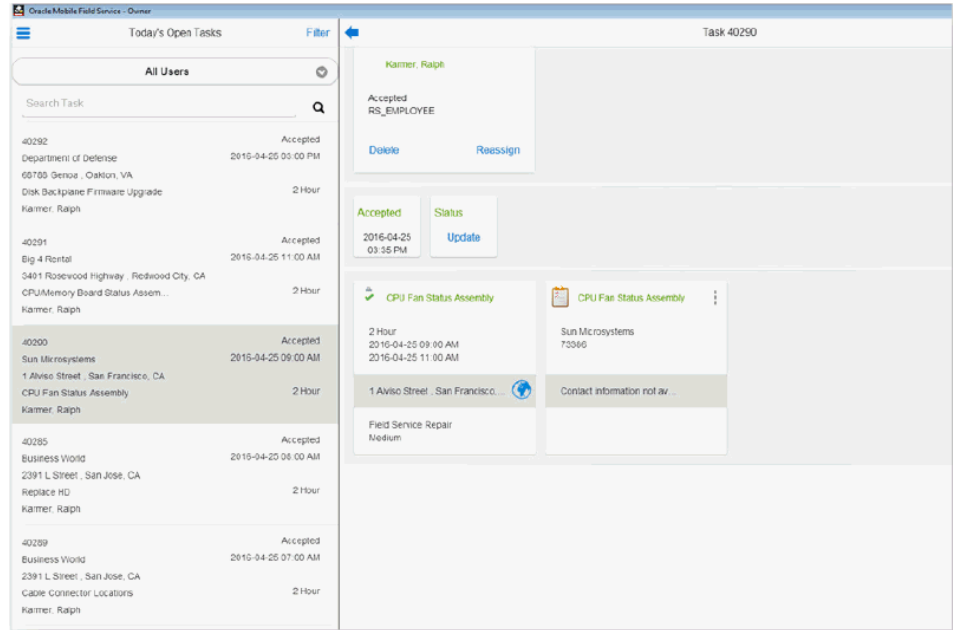 Oracle Mobile Field Service - Owner
Today's Open Tasks
Filter
All Users
Search Task
40292
Accepted
Department of Defense
2016-04-25 03:00 PM
68788 Genoa , Oakton, VA
Disk Backplane Firmware Upgrade
2 Hour
Karmer, Ralph
40291
Accepted
Big 4 Rental
2016-04-25 11:00 AM
3401 Rosewood Highway , Redwood City, CA
CPU/Memory Board Status Assem...
2 Hour
Karmer, Ralph
40290
Accepted
Sun Microsystems
2016-04-25 09:00 AM
1 Alviso Street , San Francisco, CA
CPU Fan Status Assembly
2 Hour
Karmer, Ralph
40285
Accepted
Business World
2016-04-25 08:00 AM
2391 L Street , San Jose, CA
Replace HD
2 Hour
Karmer, Ralph
40289
Accepted
Business World
2016-04-25 07:00 AM
2391 L Street , San Jose, CA
Cable Connector Locations
2 Hour
Karmer, Ralph
Task 40290
Karmer, Ralph
Accepted
RS_EMPLOYEE
Delete
Reassign
Accepted
2016-04-25
03:35 PM
Status
Update
CPU Fan Status Assembly
2 Hour
2016-04-25 09:00 AM
2016-04-25 11:00 AM
1 Alviso Street , San Francisco, ...
Field Service Repair
Medium
CPU Fan Status Assembly
Sun Microsystems
73386
Contact information not av...